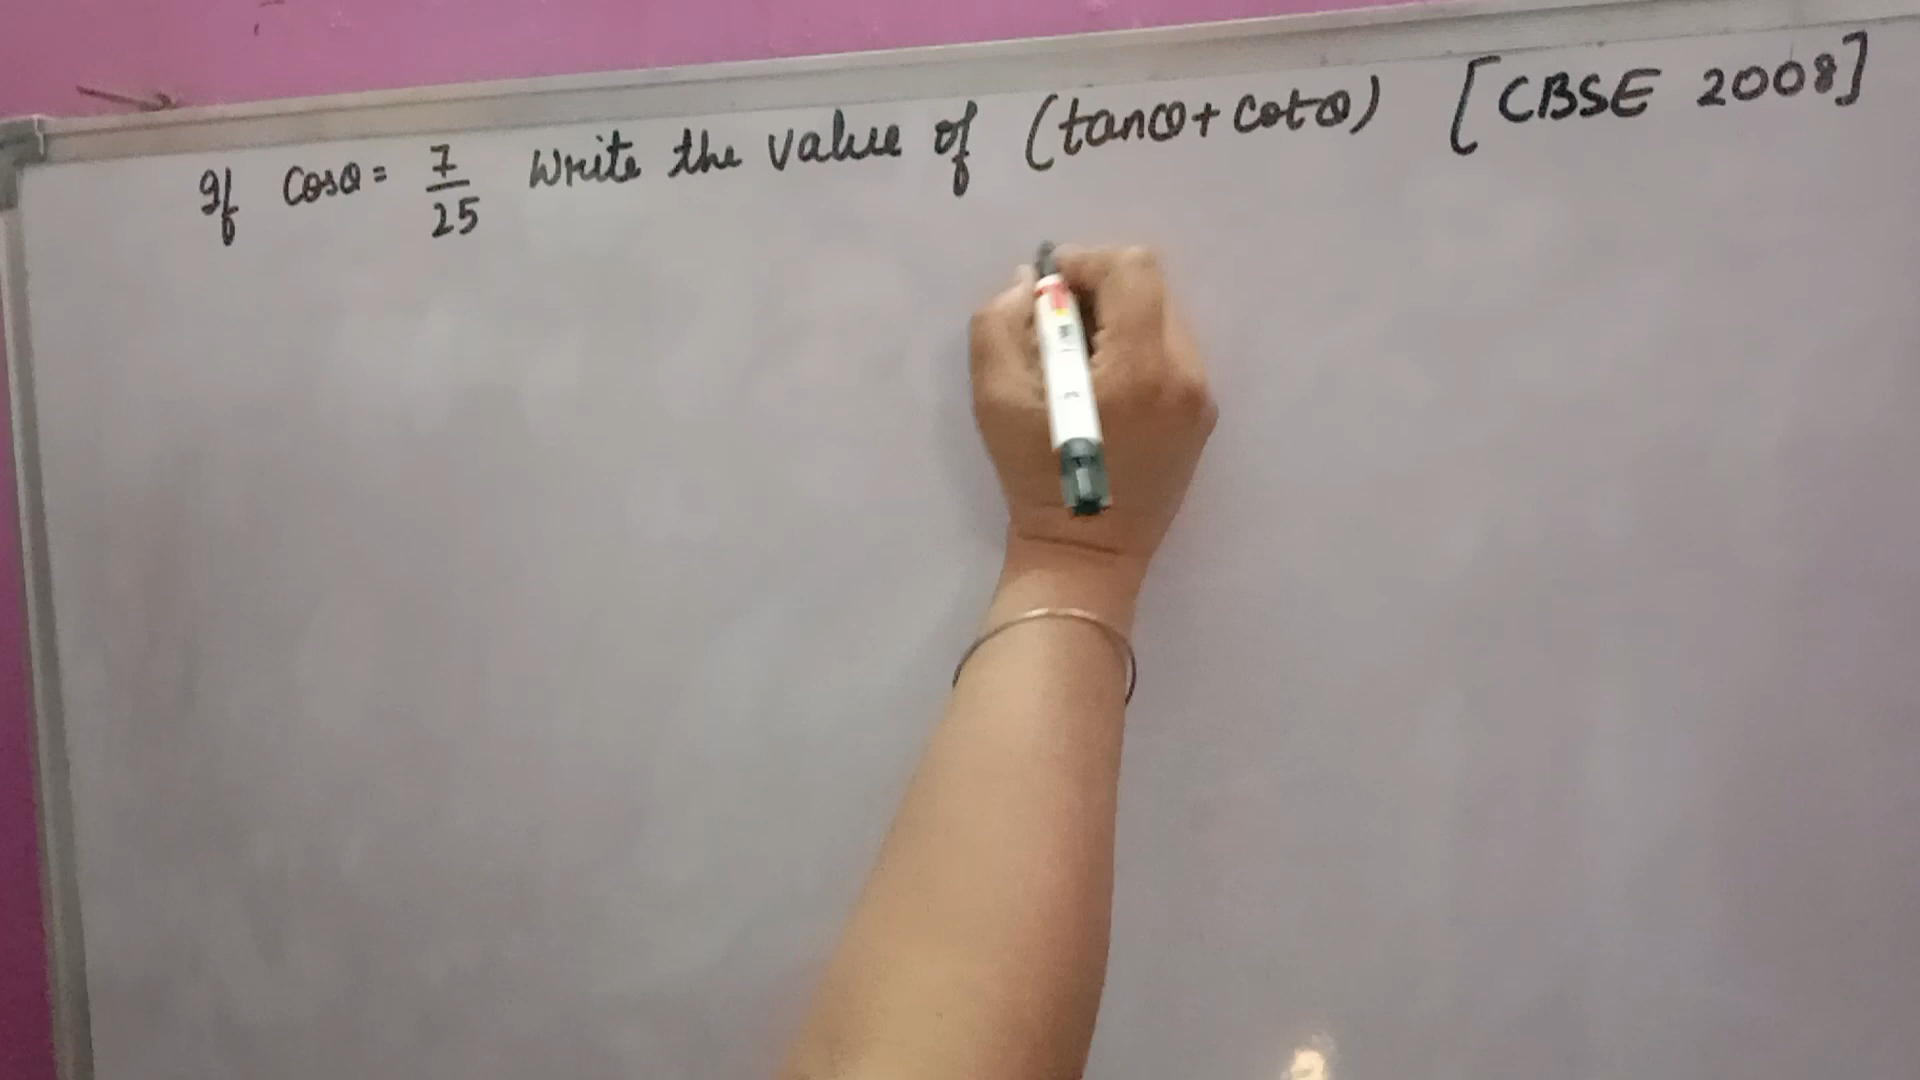 If cosθ = 7/25 Write the value of (tanθ + cotθ) [CBSE 2008]